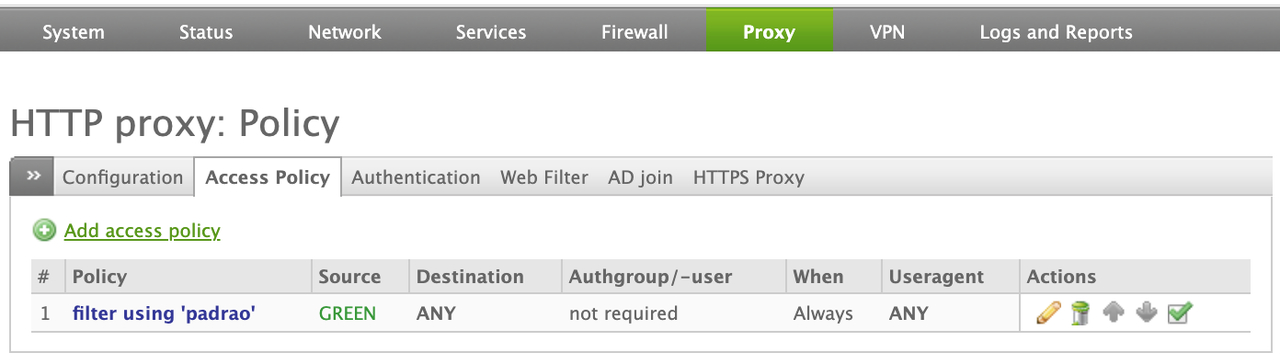 System Status Network Services Firewall Proxy VPN Logs and Reports
HTTP proxy: Policy
» Configuration Access Policy Authentication Web Filter AD join HTTPS Proxy
Add access policy
# Policy Source Destination Authgroup/-user When Useragent Actions
1 filter using 'padrao' GREEN ANY not required Always ANY